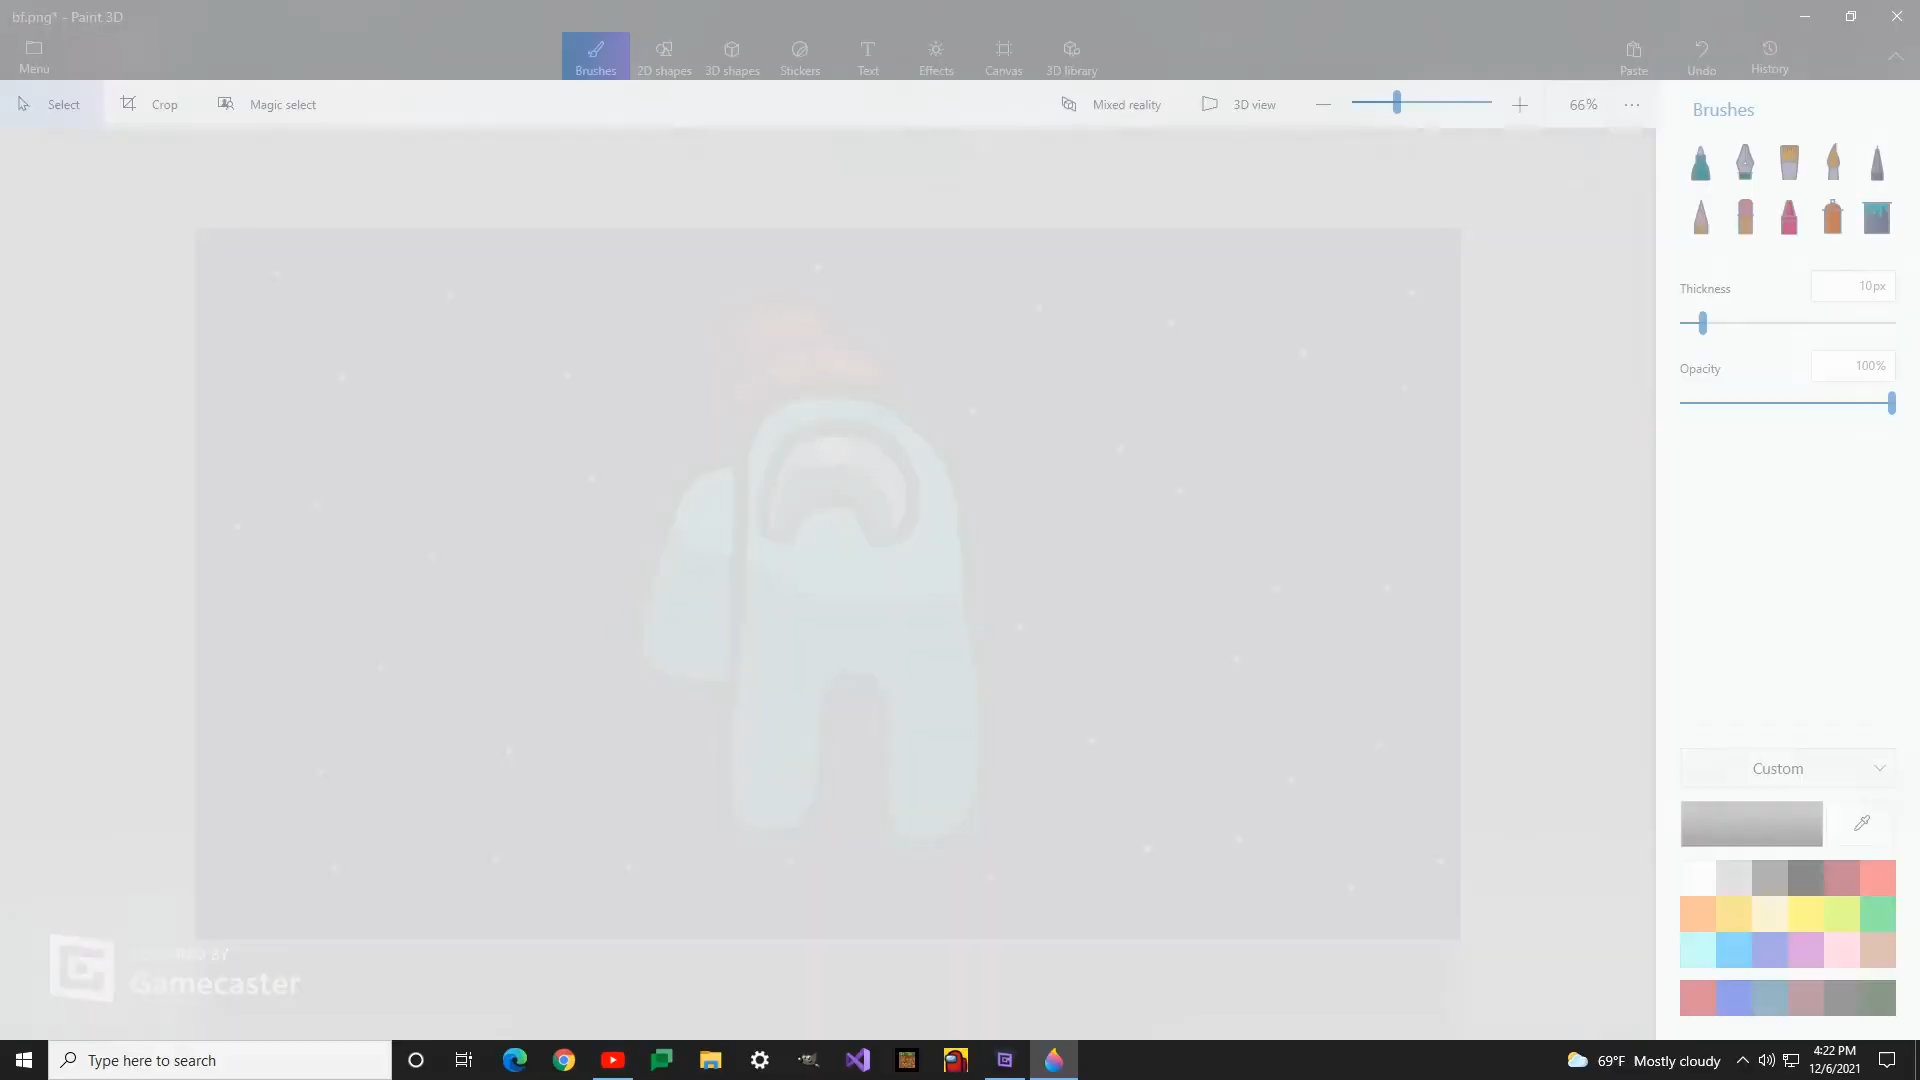 bf.png* - Paint 3D
Menu
Brushes
2D shapes
3D shapes
Stickers
Text
Effects
Canvas
3D library
Paste
Undo
History
Select
Crop
Magic select
Mixed reality
3D view
66%
Brushes
Thickness
10px
Opacity
100%
Custom
Gamecaster
Type here to search
69°F Mostly cloudy
4:22 PM
12/6/2021